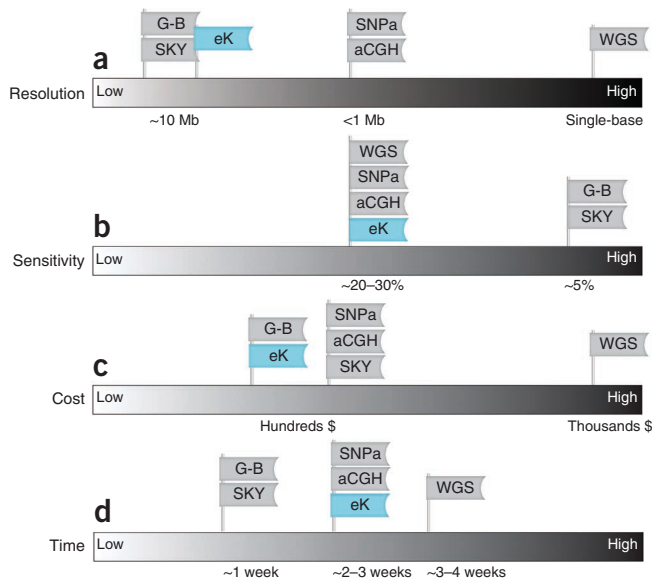 G-B
SKY
eK
SNPa
aCGH
WGS
a
Resolution
Low
High
~10 Mb
<1 Mb
Single-base
WGS
SNPa
aCGH
eK
G-B
SKY
b
Sensitivity
Low
High
~20–30%
~5%
G-B
eK
SNPa
aCGH
SKY
WGS
c
Cost
Low
High
Hundreds $
Thousands $
G-B
SKY
SNPa
aCGH
eK
WGS
d
Time
Low
High
~1 week
~2–3 weeks
~3–4 weeks